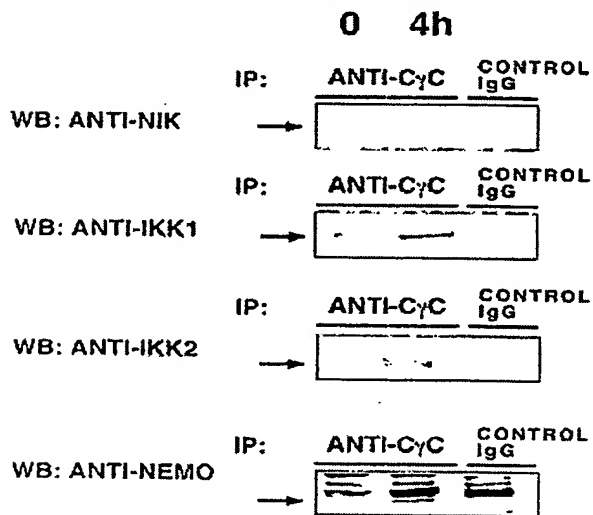 0 4h
IP: ANTI-CγC CONTROL IgG
WB: ANTI-NIK
IP: ANTI-CγC CONTROL IgG
WB: ANTI-IKK1
IP: ANTI-CγC CONTROL IgG
WB: ANTI-IKK2
IP: ANTI-CγC CONTROL IgG
WB: ANTI-NEMO